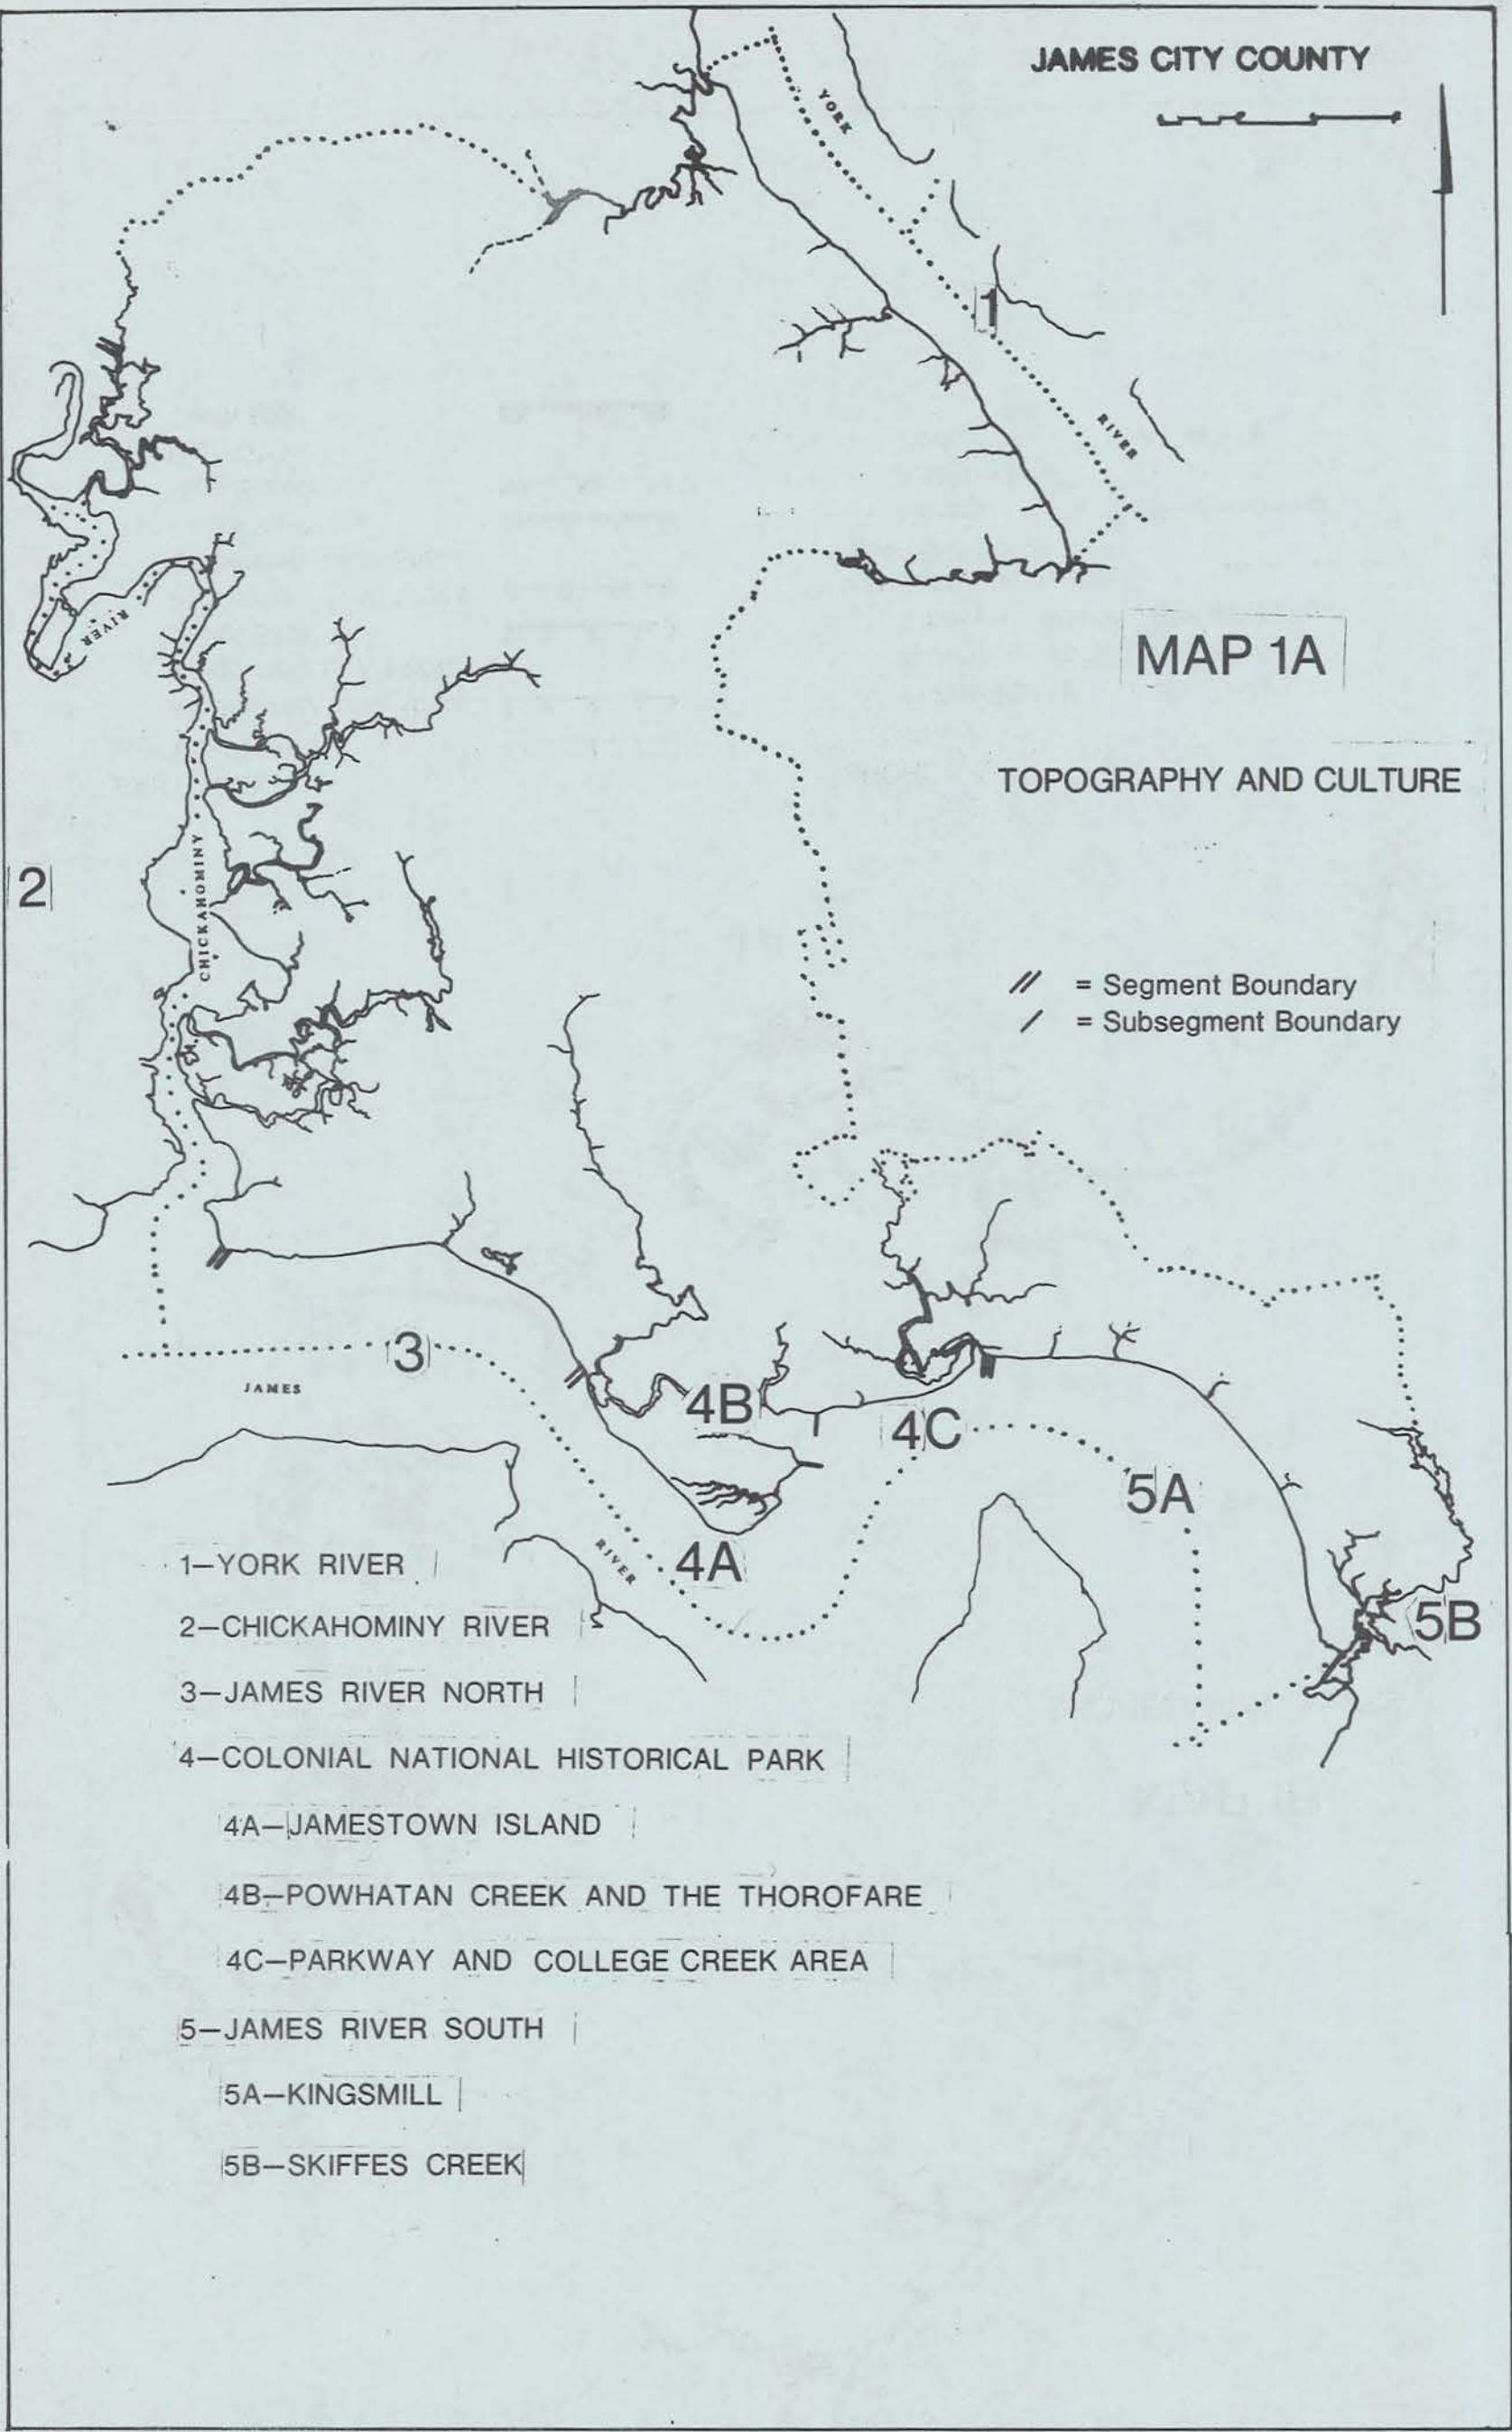 JAMES CITY COUNTY
YORK
1
RIVER
RIVER
MAP 1A
TOPOGRAPHY AND CULTURE
2
CHICKAHOMINY
// = Segment Boundary
/ = Subsegment Boundary
3
JAMES
4B
4C
5A
RIVER
4A
5B
1—YORK RIVER
2—CHICKAHOMINY RIVER
3—JAMES RIVER NORTH
4—COLONIAL NATIONAL HISTORICAL PARK
4A—JAMESTOWN ISLAND
4B—POWHATAN CREEK AND THE THOROFARE
4C—PARKWAY AND COLLEGE CREEK AREA
5—JAMES RIVER SOUTH
5A—KINGSMILL
5B—SKIFFES CREEK